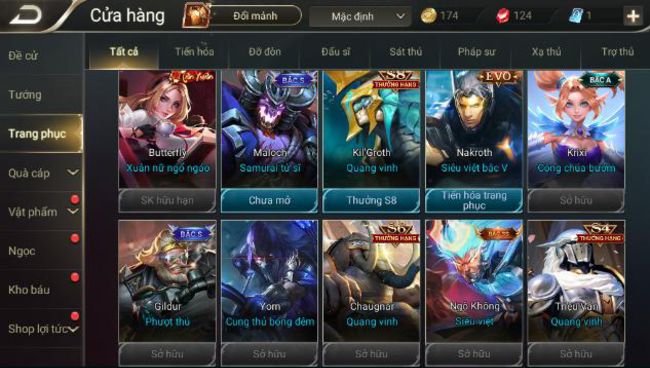 Cửa hàng
Đổi mảnh
Mặc định
174
124
1
Đề cử
Tướng
Trang phục
Quà cáp
Vật phẩm
Ngọc
Kho báu
Shop lợi tức
Tất cả
Tiến hóa
Đỡ đòn
Đấu sĩ
Sát thủ
Pháp sư
Xạ thủ
Trợ thủ
Tân Xuân
Butterfly
Xuân nữ ngổ ngáo
SK hữu hạn
BẬC S
Maloch
Samurai tử sĩ
Chưa mở
S8
THƯỞNG HẠNG
Kil'Groth
Quang vinh
Thưởng S8
EVO
Nakroth
Siêu việt bậc V
Tiến hóa trang
phục
BẬC A
Krixi
Công chúa bướm
Sở hữu
BẬC S
Gildur
Phượt thủ
Sở hữu
Yorn
Cung thủ bóng đêm
Sở hữu
S6
THƯỞNG HẠNG
Chaugnar
Quang vinh
Sở hữu
BẬC SS
Ngộ Không
Siêu việt
Sở hữu
S4
THƯỞNG HẠNG
Triệu Vân
Quang vinh
Sở hữu